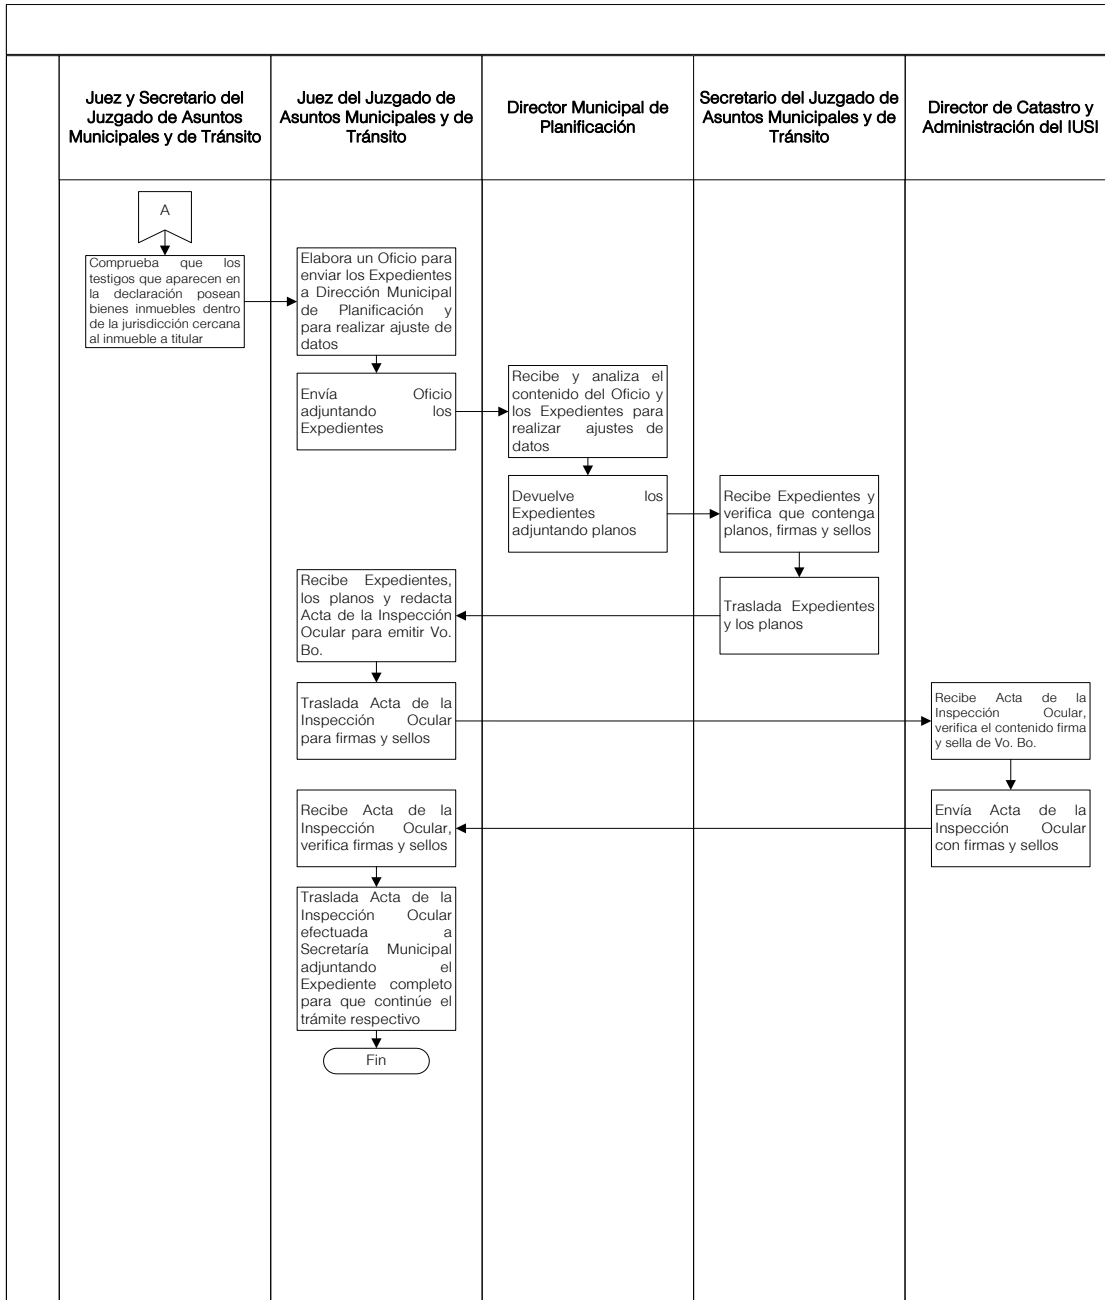 Juez y Secretario del
Juzgado de Asuntos
Municipales y de Tránsito
Juez del Juzgado de
Asuntos Municipales y de
Tránsito
Director Municipal de
Planificación
Secretario del Juzgado de
Asuntos Municipales y de
Tránsito
Director de Catastro y
Administración del IUSI
A
Comprueba que los
testigos que aparecen en
la declaración posean
bienes inmuebles dentro
de la jurisdicción cercana
al inmueble a titular
Elabora un Oficio para
enviar los Expedientes
a Dirección Municipal
de Planificación y
para realizar ajuste de
datos
Envía Oficio
adjuntando los
Expedientes
Recibe y analiza el
contenido del Oficio y
los Expedientes para
realizar ajustes de
datos
Devuelve los
Expedientes
adjuntando planos
Recibe Expedientes y
verifica que contenga
planos, firmas y sellos
Traslada Expedientes
y los planos
Recibe Expedientes,
los planos y redacta
Acta de la Inspección
Ocular para emitir Vo.
Bo.
Traslada Acta de la
Inspección Ocular
para firmas y sellos
Recibe Acta de la
Inspección Ocular,
verifica el contenido firma
y sella de Vo. Bo.
Envía Acta de la
Inspección Ocular
con firmas y sellos
Recibe Acta de la
Inspección Ocular,
verifica firmas y sellos
Traslada Acta de la
Inspección Ocular
efectuada a
Secretaría Municipal
adjuntando el
Expediente completo
para que continúe el
trámite respectivo
Fin